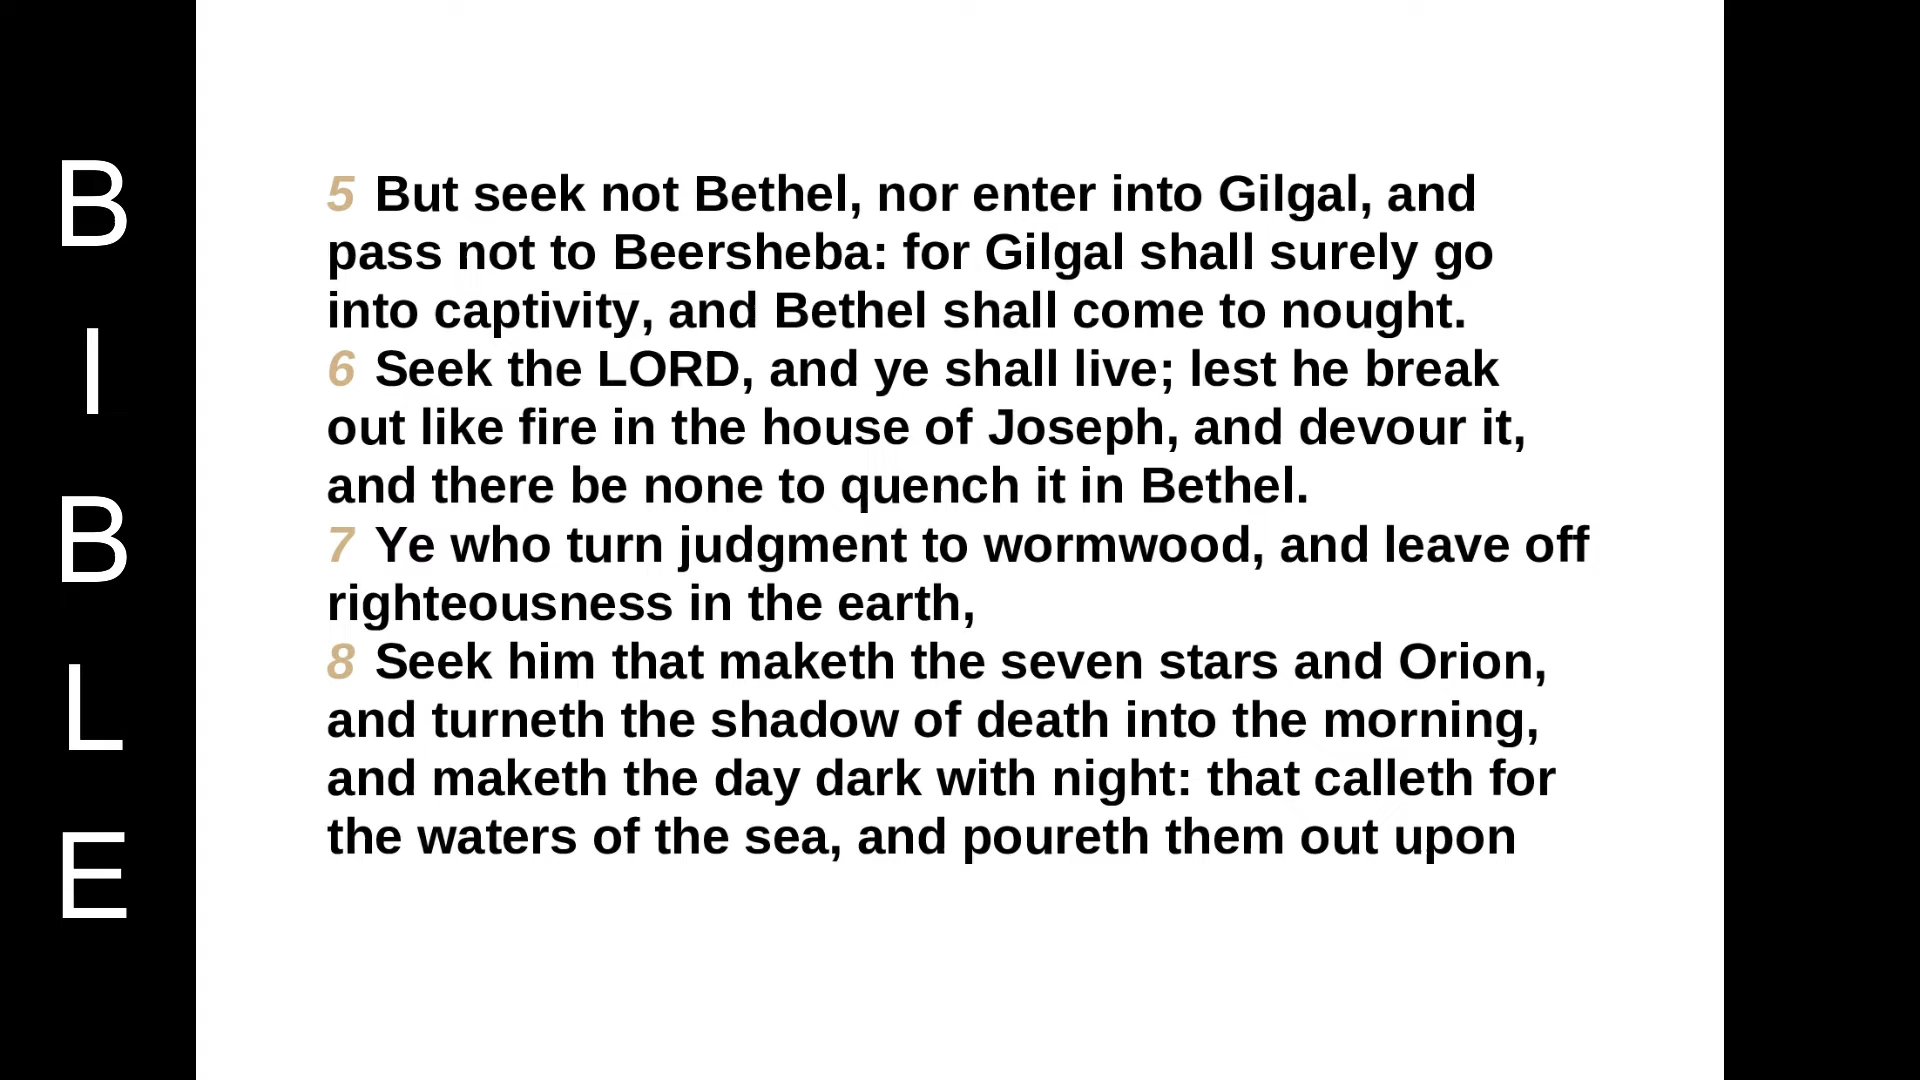 B
I
B
L
E
5 But seek not Bethel, nor enter into Gilgal, and
pass not to Beersheba: for Gilgal shall surely go
into captivity, and Bethel shall come to nought.
6 Seek the LORD, and ye shall live; lest he break
out like fire in the house of Joseph, and devour it,
and there be none to quench it in Bethel.
7 Ye who turn judgment to wormwood, and leave off
righteousness in the earth,
8 Seek him that maketh the seven stars and Orion,
and turneth the shadow of death into the morning,
and maketh the day dark with night: that calleth for
the waters of the sea, and poureth them out upon